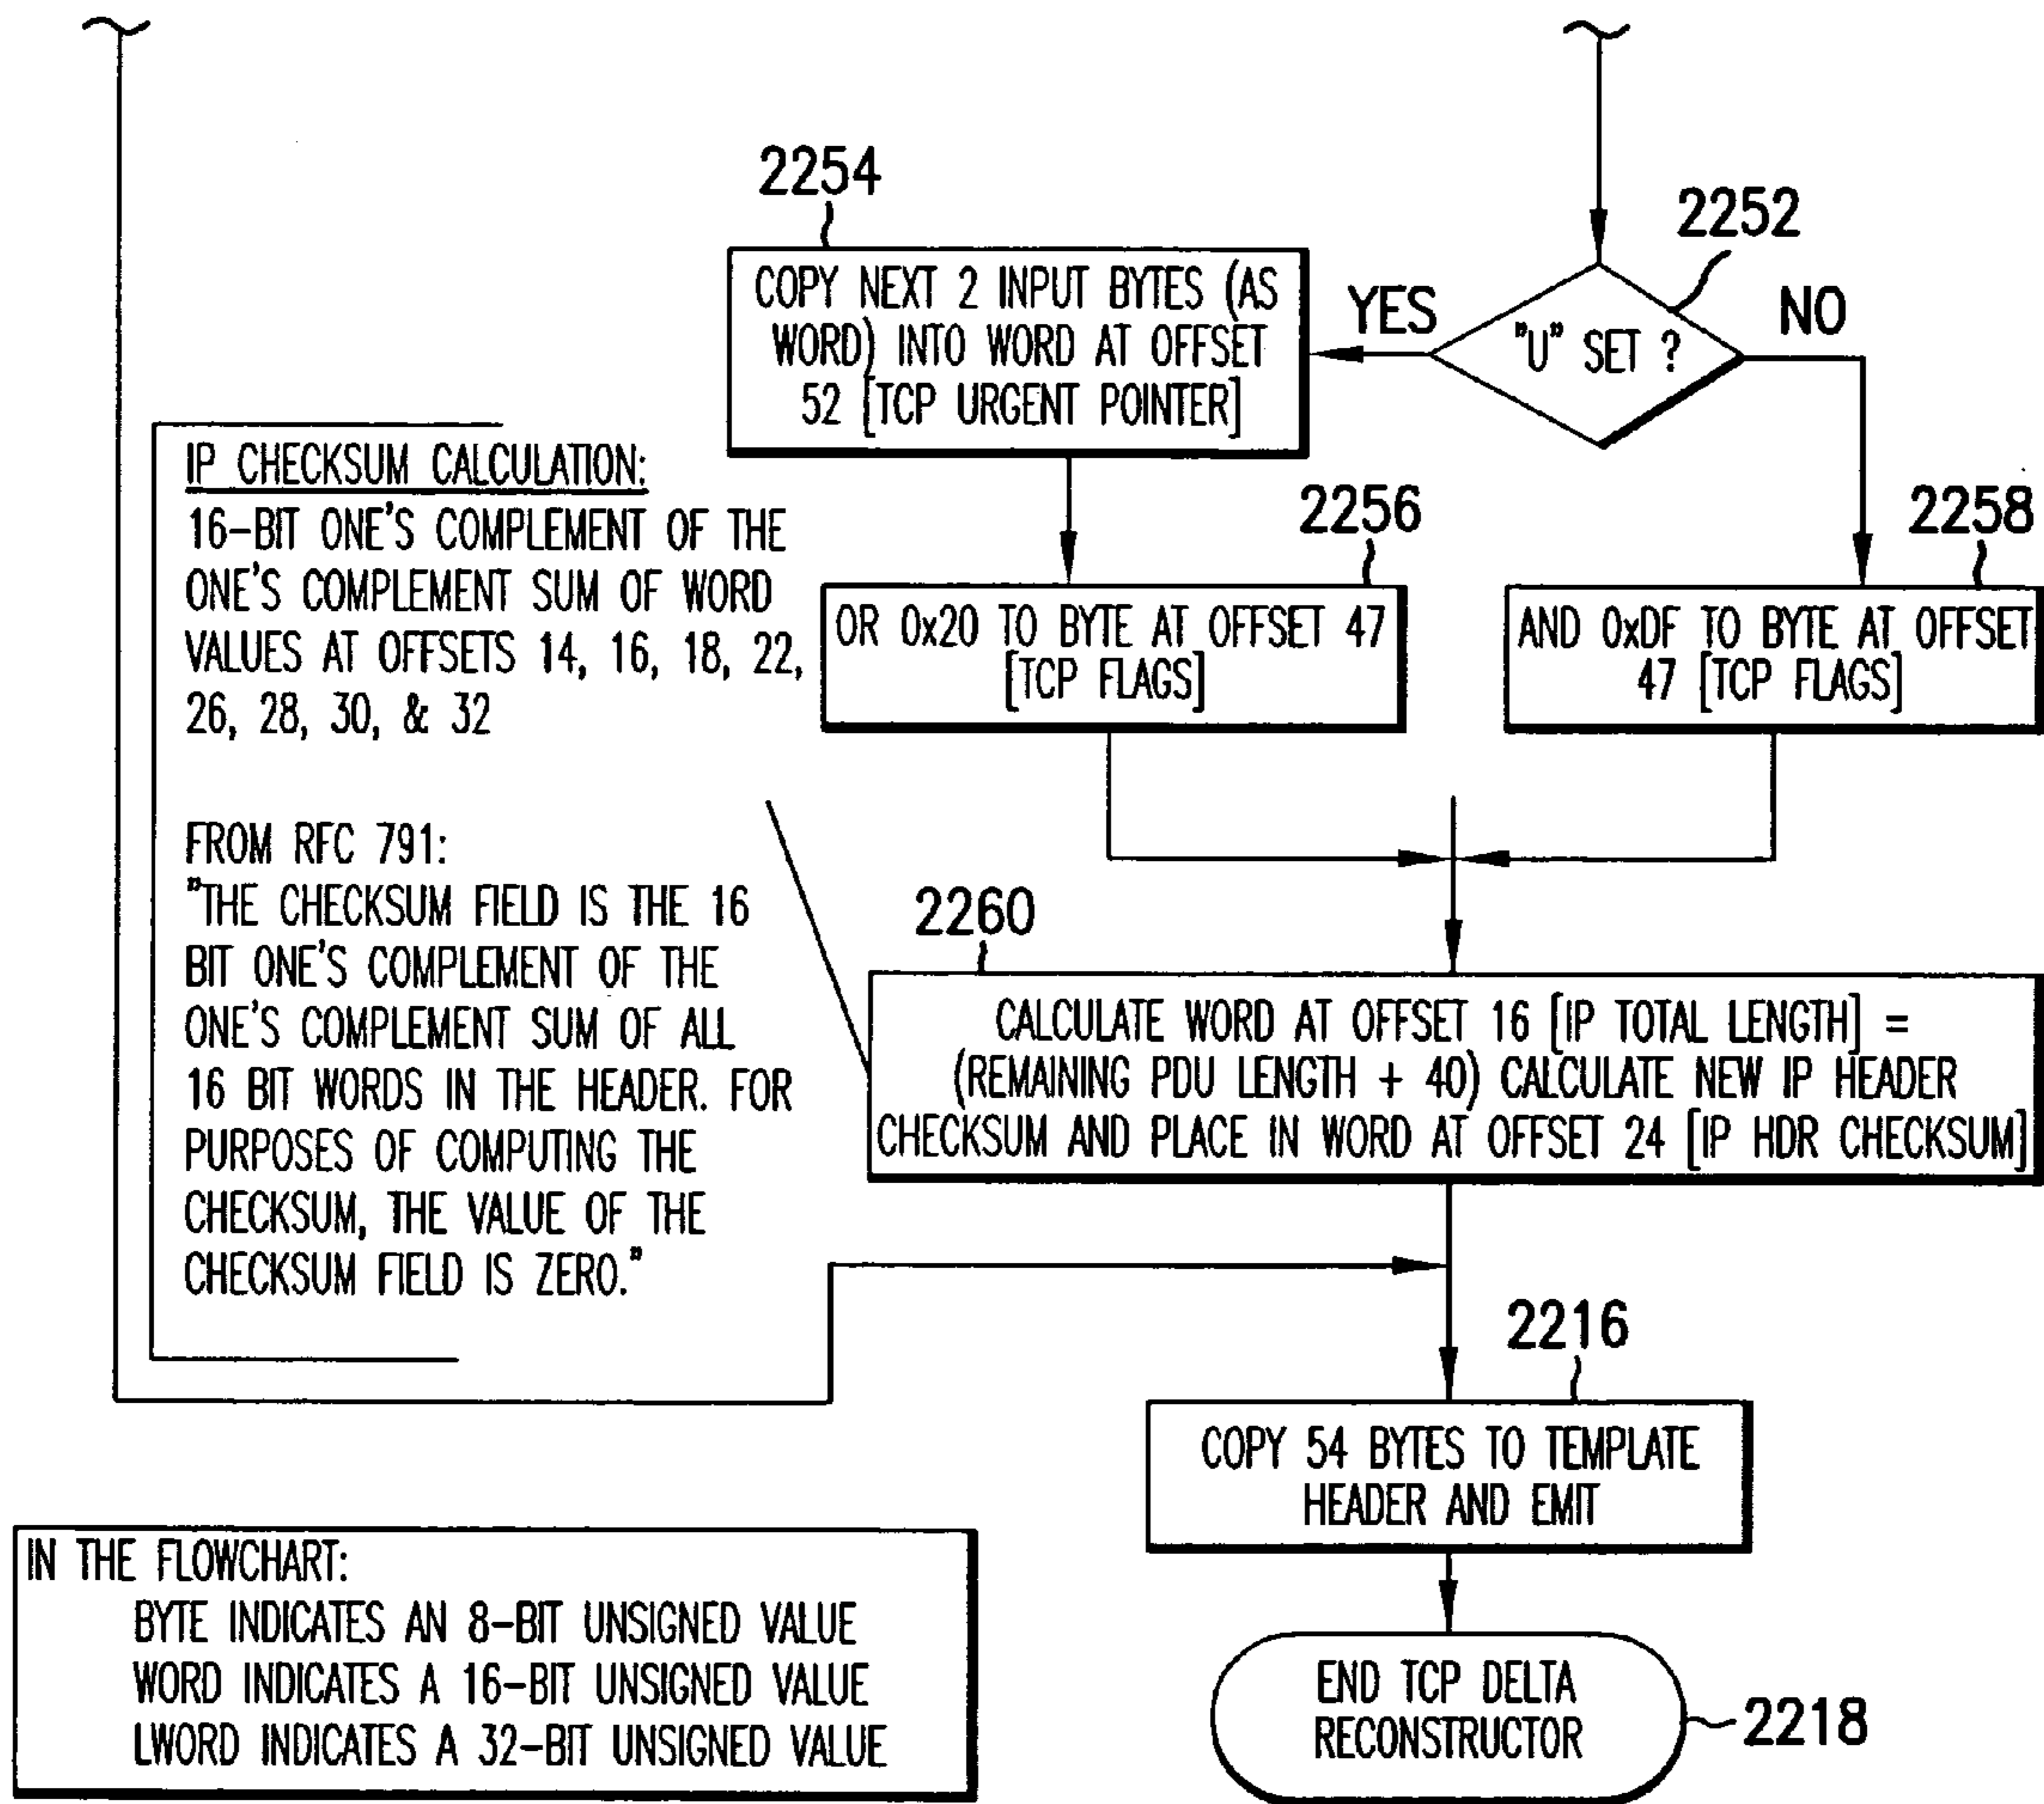 2254
COPY NEXT 2 INPUT BYTES (AS
WORD) INTO WORD AT OFFSET
52 [TCP URGENT POINTER]
2252
YES
"U" SET ?
NO
IP CHECKSUM CALCULATION:
16-BIT ONE'S COMPLEMENT OF THE
ONE'S COMPLEMENT SUM OF WORD
VALUES AT OFFSETS 14, 16, 18, 22,
26, 28, 30, & 32
FROM RFC 791:
"THE CHECKSUM FIELD IS THE 16
BIT ONE'S COMPLEMENT OF THE
ONE'S COMPLEMENT SUM OF ALL
16 BIT WORDS IN THE HEADER. FOR
PURPOSES OF COMPUTING THE
CHECKSUM, THE VALUE OF THE
CHECKSUM FIELD IS ZERO."
2256
OR 0x20 TO BYTE AT OFFSET 47
[TCP FLAGS]
2258
AND 0xDF TO BYTE AT OFFSET
47 [TCP FLAGS]
2260
CALCULATE WORD AT OFFSET 16 [IP TOTAL LENGTH] =
(REMAINING PDU LENGTH + 40) CALCULATE NEW IP HEADER
CHECKSUM AND PLACE IN WORD AT OFFSET 24 [IP HDR CHECKSUM]
2216
COPY 54 BYTES TO TEMPLATE
HEADER AND EMIT
END TCP DELTA
RECONSTRUCTOR
2218
IN THE FLOWCHART:
BYTE INDICATES AN 8-BIT UNSIGNED VALUE
WORD INDICATES A 16-BIT UNSIGNED VALUE
LWORD INDICATES A 32-BIT UNSIGNED VALUE